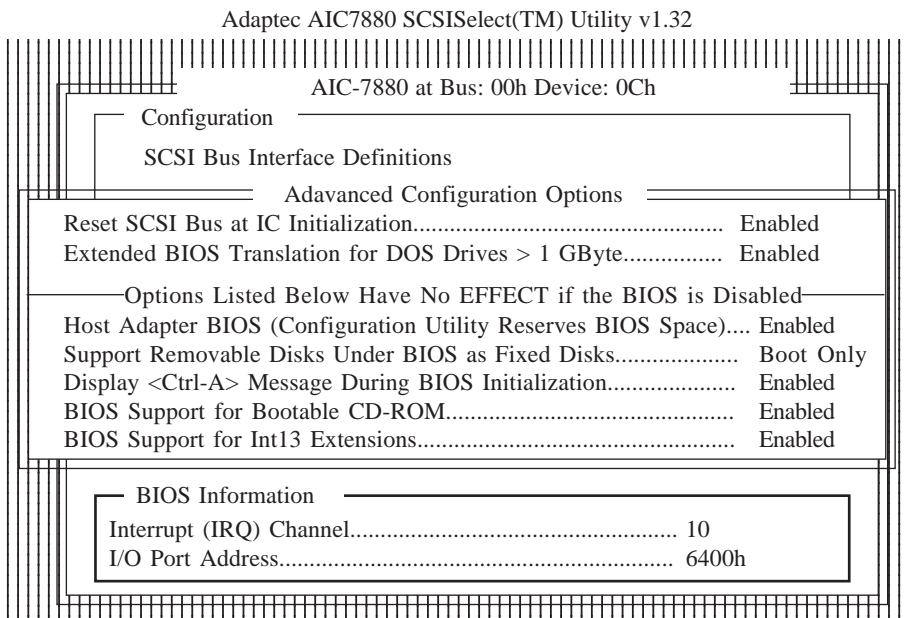 Adaptec AIC7880 SCSISelect(TM) Utility v1.32
AIC-7880 at Bus: 00h Device: 0Ch
Configuration
SCSI Bus Interface Definitions
Adavanced Configuration Options
Reset SCSI Bus at IC Initialization.................................................... Enabled
Extended BIOS Translation for DOS Drives > 1 GByte................ Enabled
Options Listed Below Have No EFFECT if the BIOS is Disabled
Host Adapter BIOS (Configuration Utility Reserves BIOS Space).... Enabled
Support Removable Disks Under BIOS as Fixed Disks..................... Boot Only
Display <Ctrl-A> Message During BIOS Initialization..................... Enabled
BIOS Support for Bootable CD-ROM................................................ Enabled
BIOS Support for Int13 Extensions..................................................... Enabled
BIOS Information
Interrupt (IRQ) Channel....................................................... 10
I/O Port Address.................................................................. 6400h